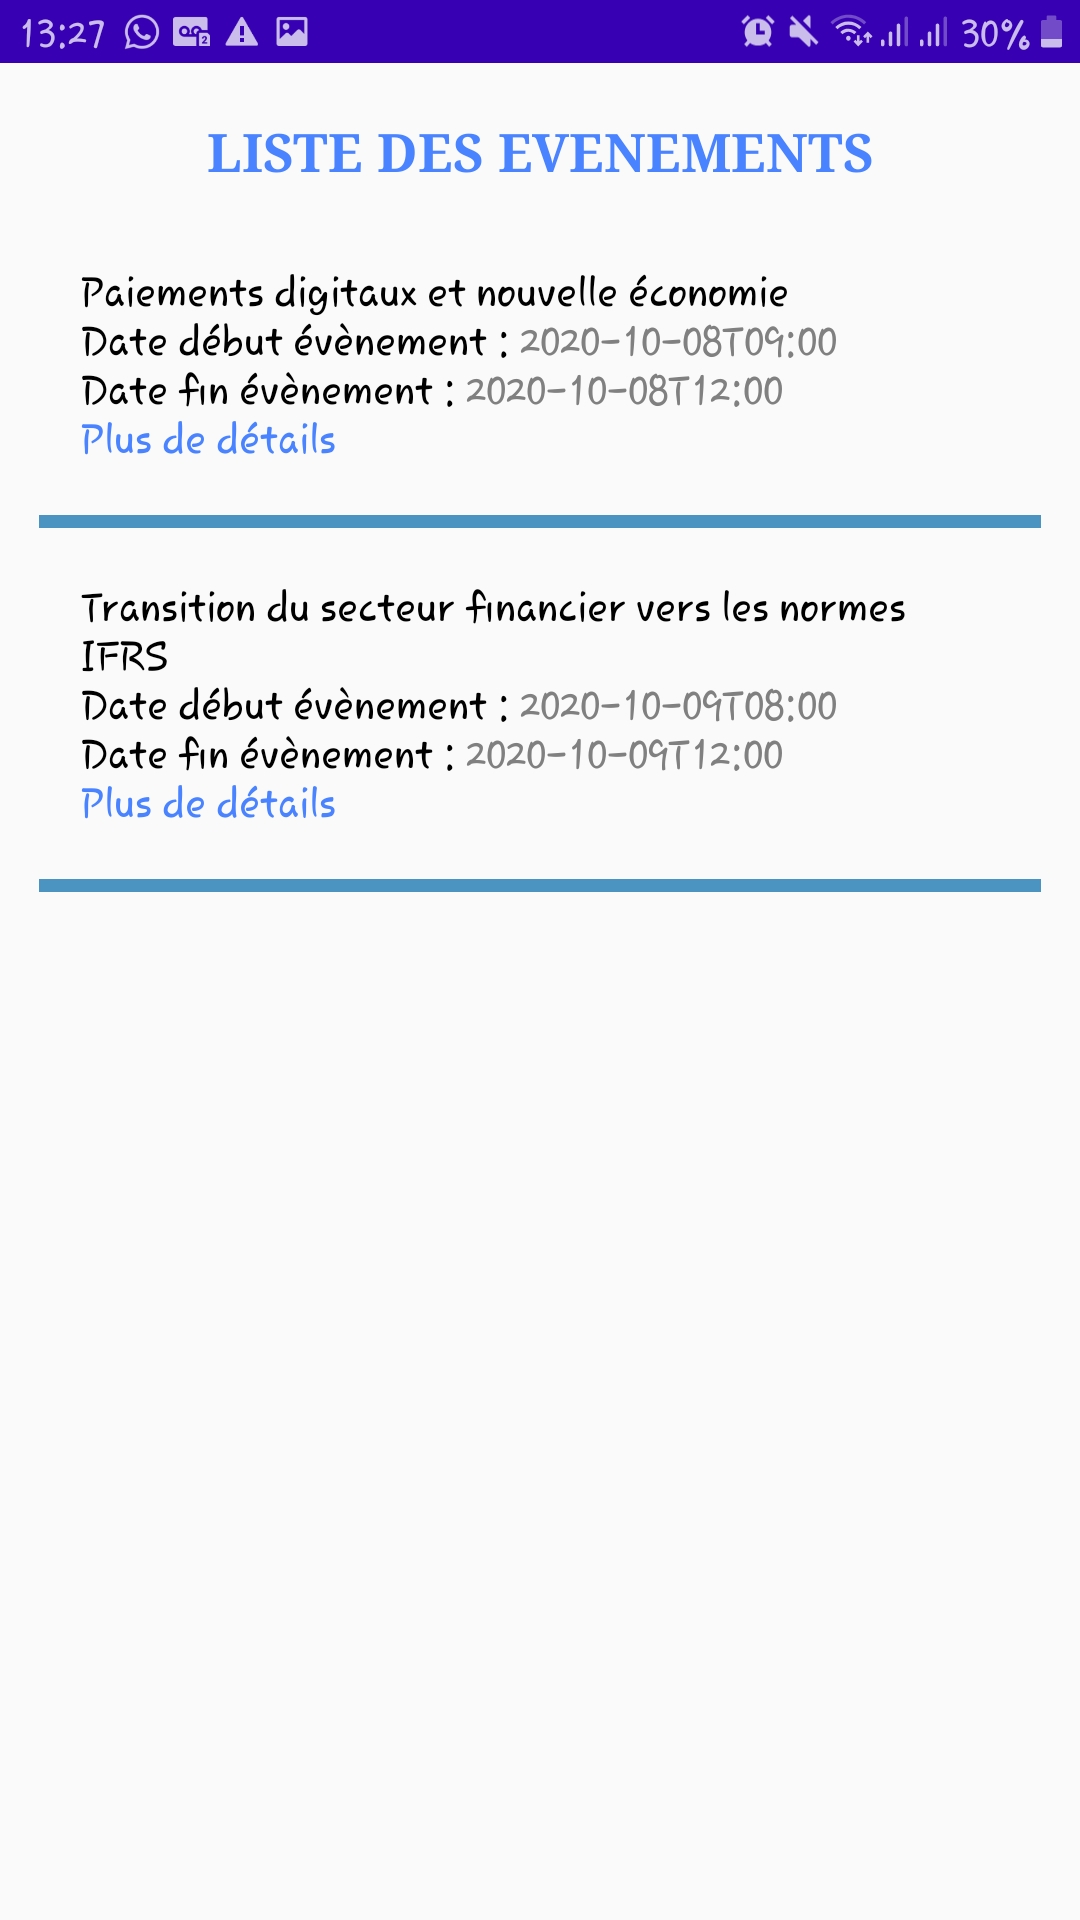 13:27 2 30%
LISTE DES EVENEMENTS
Paiements digitaux et nouvelle économie
Date début évènement : 2020-10-08T09:00
Date fin évènement : 2020-10-08T12:00
Plus de détails
Transition du secteur financier vers les normes
IFRS
Date début évènement : 2020-10-09T08:00
Date fin évènement : 2020-10-09T12:00
Plus de détails